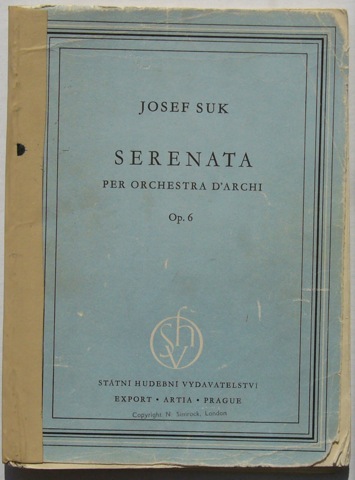 JOSEF SUK
SERENATA
PER ORCHESTRA D'ARCHI
Op. 6
shv
STÁTNÍ HUDEBNÍ VYDAVATELSTVÍ
EXPORT • ARTIA • PRAGUE
Copyright N. Simrock, London